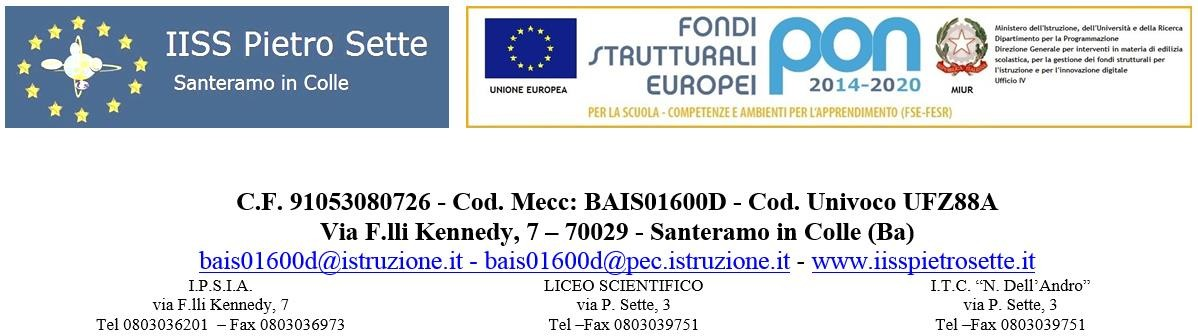 IISS Pietro Sette
Santeramo in Colle
UNIONE EUROPEA
FONDI
STRUTTURALI
EUROPEI
pon
2014-2020
MIUR
Ministero dell'Istruzione, dell'Università e della Ricerca
Dipartimento per la Programmazione
Direzione Generale per interventi in materia di edilizia
scolastica, per la gestione dei fondi strutturali per
l'istruzione e per l'innovazione digitale
Ufficio IV
PER LA SCUOLA - COMPETENZE E AMBIENTI PER L'APPRENDIMENTO (FSE-FESR)
C.F. 91053080726 - Cod. Mecc: BAIS01600D - Cod. Univoco UFZ88A
Via F.lli Kennedy, 7 – 70029 - Santeramo in Colle (Ba)
bais01600d@istruzione.it - bais01600d@pec.istruzione.it - www.iisspietrosette.it
I.P.S.I.A.
via F.lli Kennedy, 7
Tel 0803036201 – Fax 0803036973
LICEO SCIENTIFICO
via P. Sette, 3
Tel –Fax 0803039751
I.T.C. “N. Dell’Andro”
via P. Sette, 3
Tel –Fax 0803039751